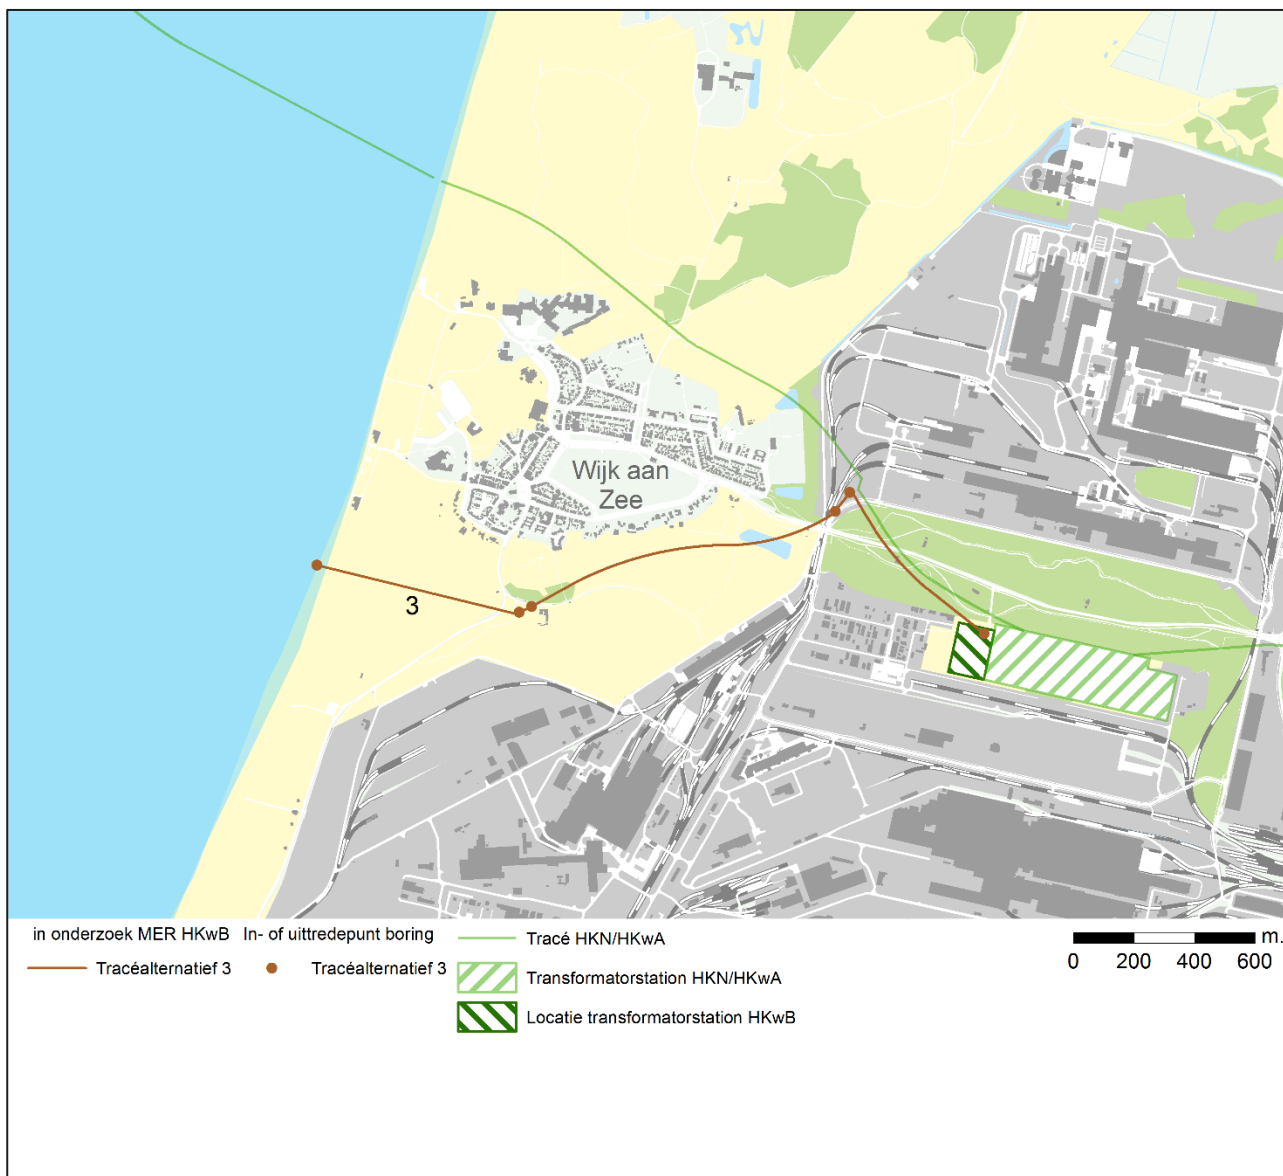 Wijk aan
Zee
3
in onderzoek MER HKwB
Tracéalternatief 3
In- of uittredepunt boring
Tracéalternatief 3
Tracé HKN/HKwA
Transformatorstation HKN/HKwA
Locatie transformatorstation HKwB
m.
0 200 400 600